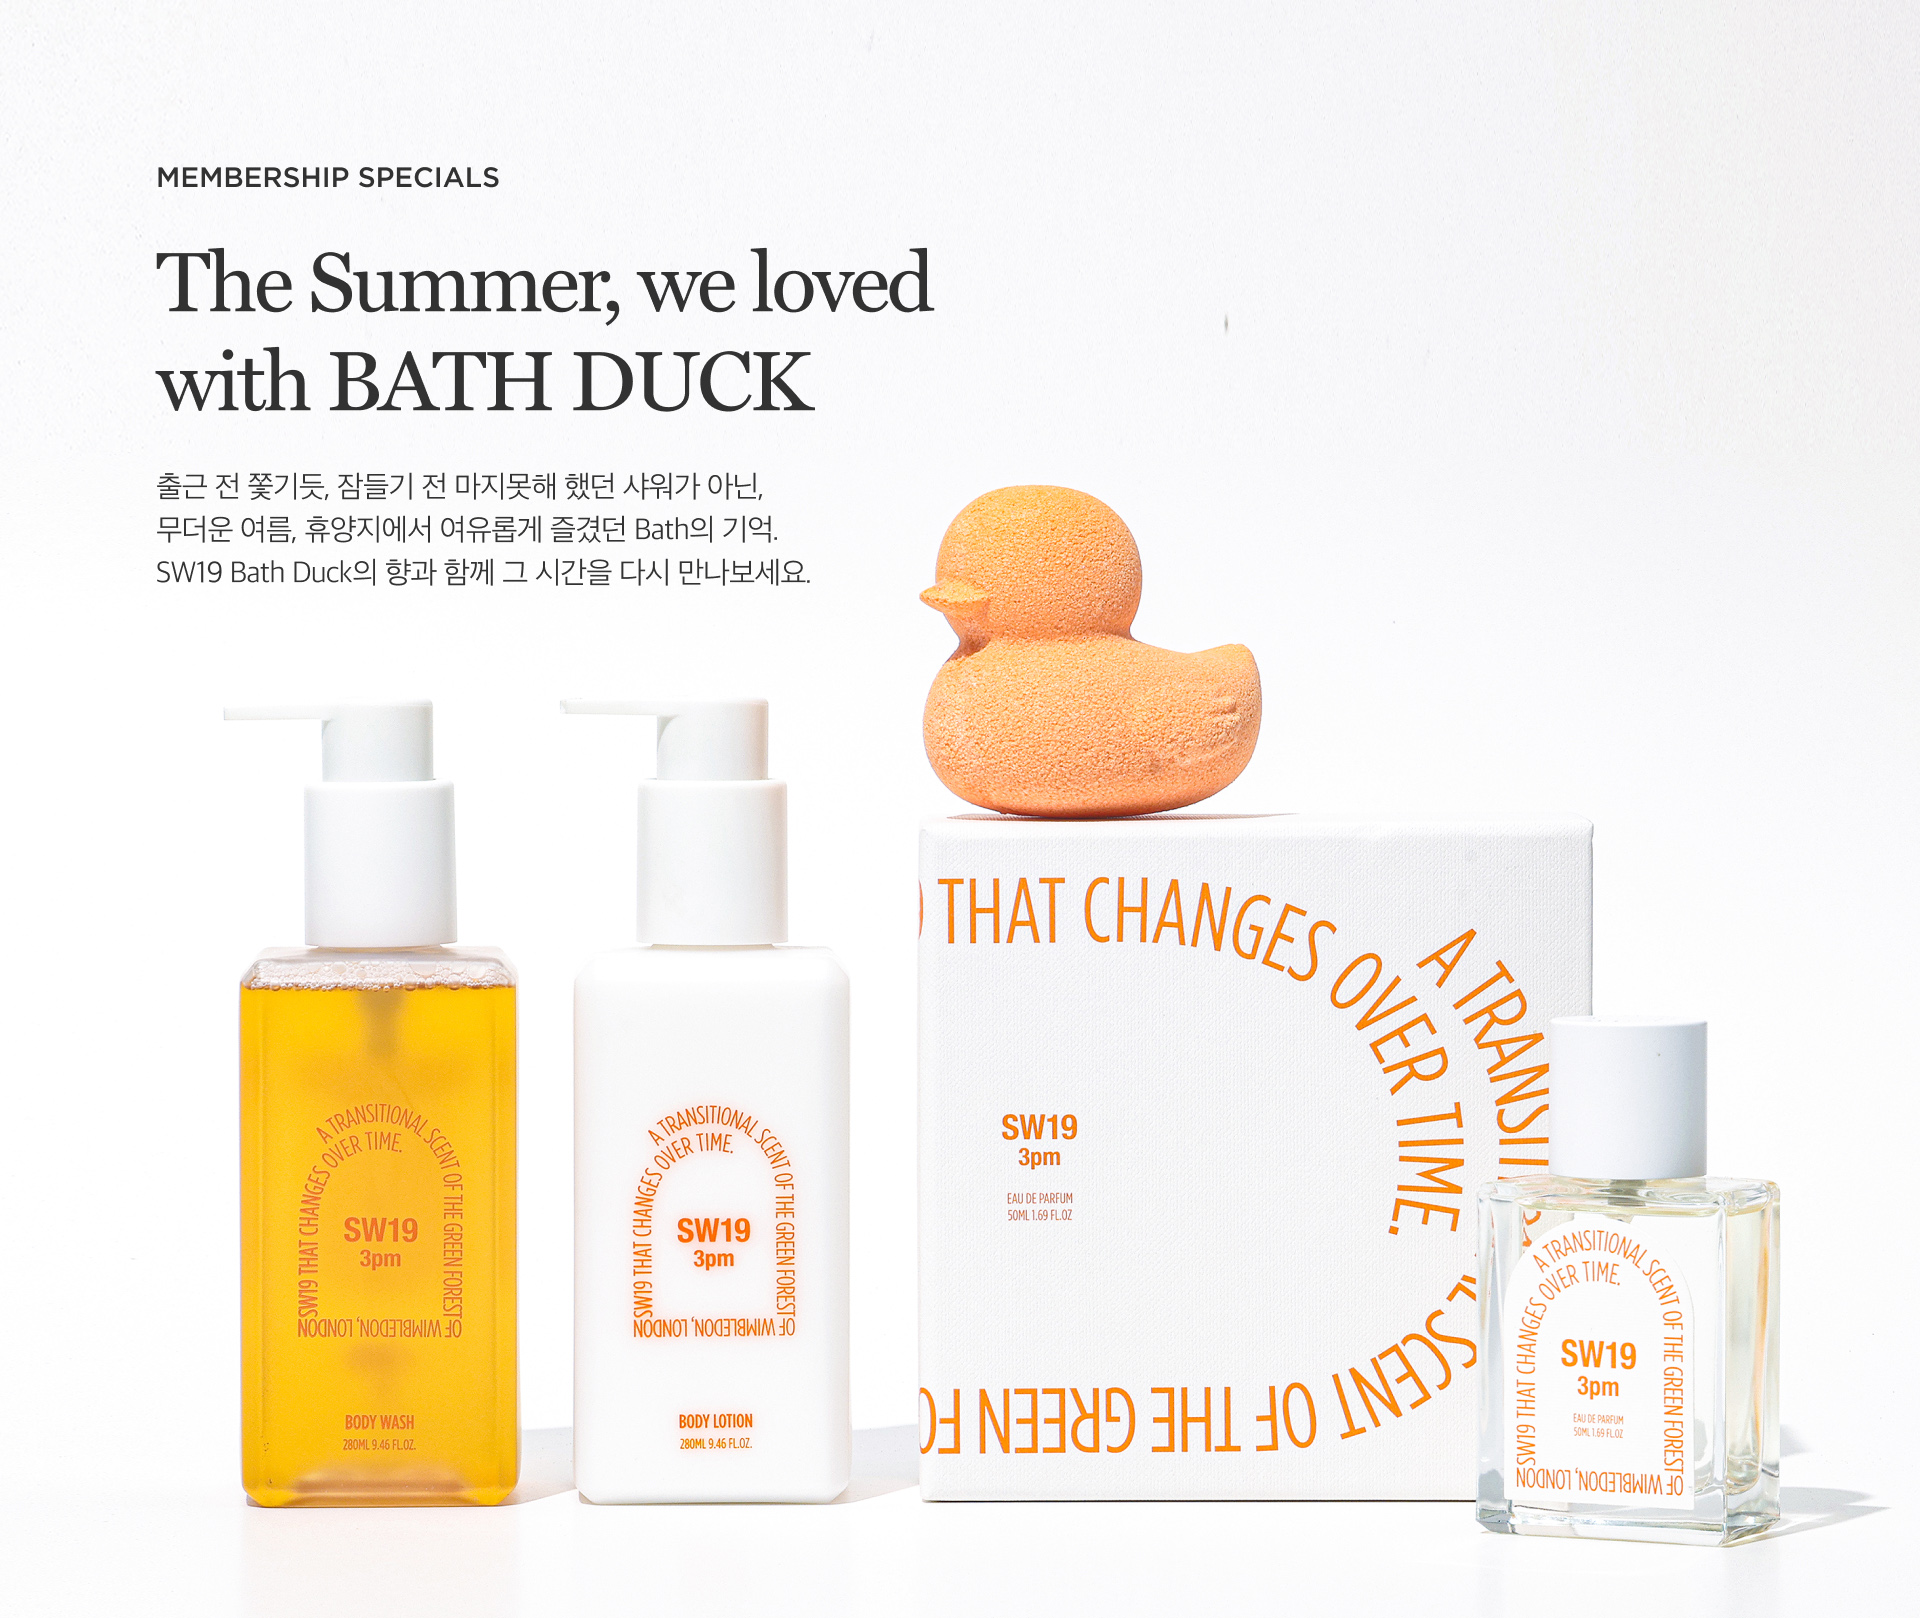 MEMBERSHIP SPECIALS
The Summer, we loved
with BATH DUCK
출근 전 쫓기듯, 잠들기 전 마지못해 했던 샤워가 아닌,
무더운 여름, 휴양지에서 여유롭게 즐겼던 Bath의 기억.
SW19 Bath Duck의 향과 함께 그 시간을 다시 만나보세요.
A TRANSITIONAL SCENT OF THE GREEN FOREST
OF WIMBLEDON, LONDON
SW19 THAT CHANGES OVER TIME.
SW19
3pm
BODY WASH
280ML 9.46 FL.OZ.
A TRANSITIONAL SCENT OF THE GREEN FOREST
OF WIMBLEDON, LONDON
SW19 THAT CHANGES OVER TIME.
SW19
3pm
BODY LOTION
280ML 9.46 FL.OZ.
THAT CHANGES OVER TIME.
A
SCENT OF THE GREEN
SW19
3pm
EAU DE PARFUM
50ML 1.69 FL.OZ
A TRANSITIONAL SCENT OF THE GREEN FOREST
OF WIMBLEDON, LONDON
SW19 THAT CHANGES OVER TIME.
SW19
3pm
EAU DE PARFUM
50ML 1.69 FL.OZ